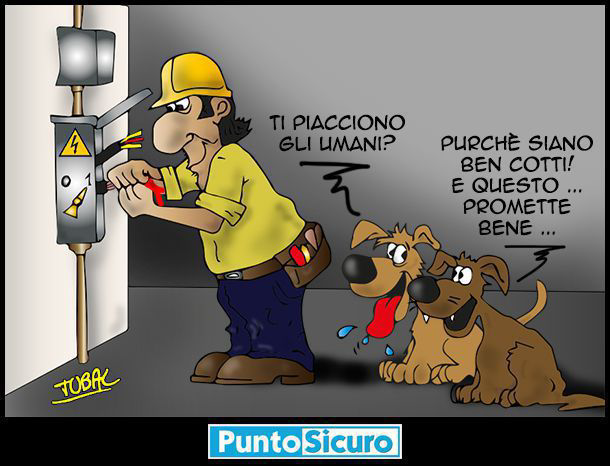 TI PIACCIONO
GLI UMANI?
PURCHÈ SIANO
BEN COTTI!
E QUESTO ...
PROMETTE
BENE ...
0 1
TUBAL
PuntoSicuro